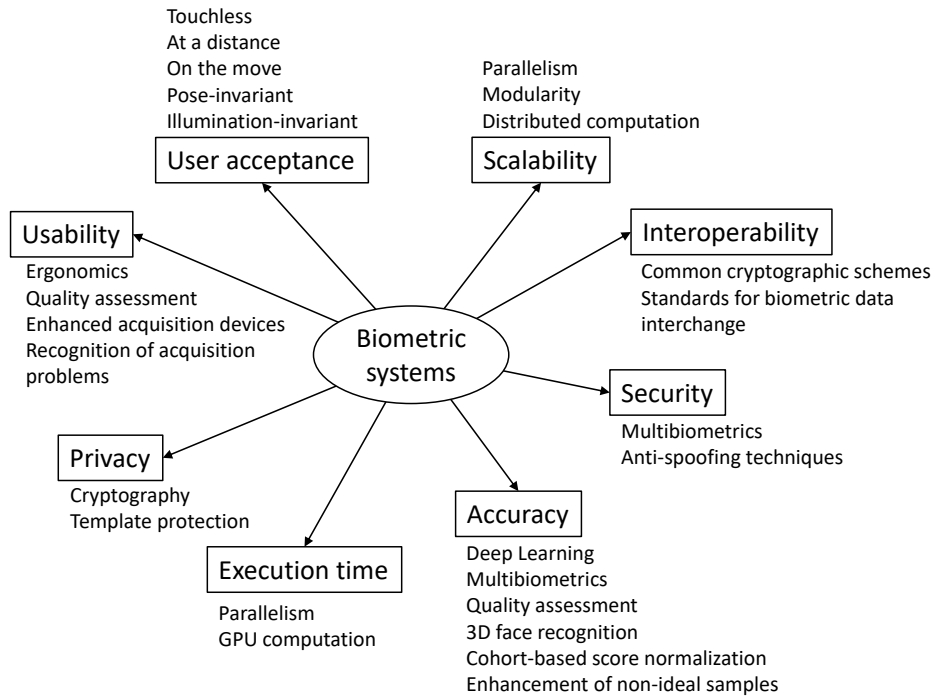 Touchless
At a distance
On the move
Pose-invariant
Illumination-invariant
User acceptance
Parallelism
Modularity
Distributed computation
Scalability
Usability
Ergonomics
Quality assessment
Enhanced acquisition devices
Recognition of acquisition
problems
Interoperability
Common cryptographic schemes
Standards for biometric data
interchange
Biometric
systems
Security
Multibiometrics
Anti-spoofing techniques
Privacy
Cryptography
Template protection
Execution time
Parallelism
GPU computation
Accuracy
Deep Learning
Multibiometrics
Quality assessment
3D face recognition
Cohort-based score normalization
Enhancement of non-ideal samples